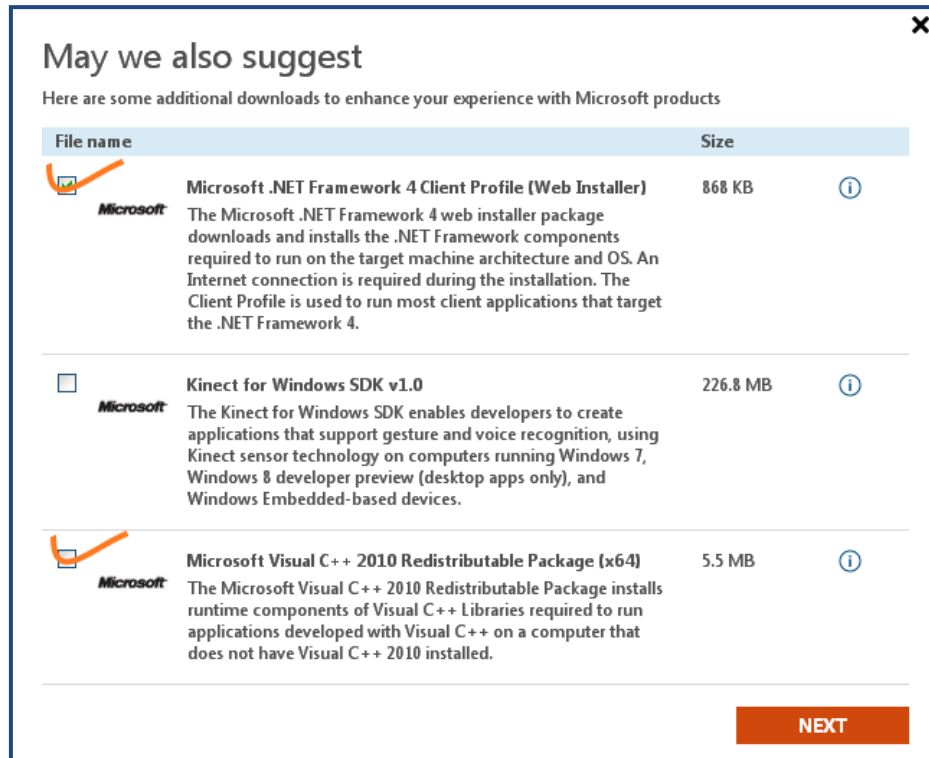 May we also suggest
Here are some additional downloads to enhance your experience with Microsoft products
File name Size
Microsoft .NET Framework 4 Client Profile (Web Installer) 868 KB
Microsoft
The Microsoft .NET Framework 4 web installer package
downloads and installs the .NET Framework components
required to run on the target machine architecture and OS. An
Internet connection is required during the installation. The
Client Profile is used to run most client applications that target
the .NET Framework 4.
Kinect for Windows SDK v1.0 226.8 MB
Microsoft
The Kinect for Windows SDK enables developers to create
applications that support gesture and voice recognition, using
Kinect sensor technology on computers running Windows 7,
Windows 8 developer preview (desktop apps only), and
Windows Embedded-based devices.
Microsoft Visual C++ 2010 Redistributable Package (x64) 5.5 MB
Microsoft
The Microsoft Visual C++ 2010 Redistributable Package installs
runtime components of Visual C++ Libraries required to run
applications developed with Visual C++ on a computer that
does not have Visual C++ 2010 installed.
NEXT